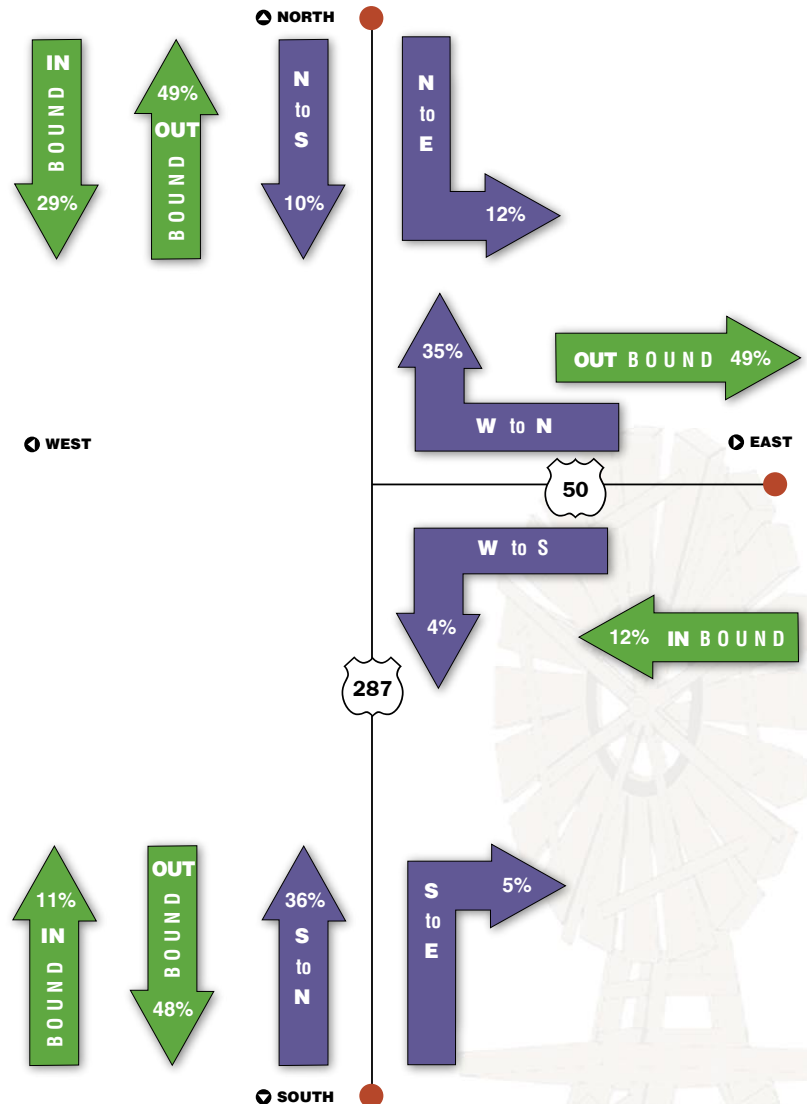 NORTH
IN BOUND 29%
49% OUT BOUND
N to S 10%
N to E 12%
35% W to N
OUT BOUND 49%
WEST
EAST
50
W to S 4%
12% IN BOUND
287
11% IN BOUND
OUT BOUND 48%
36% S to N
S to E 5%
SOUTH